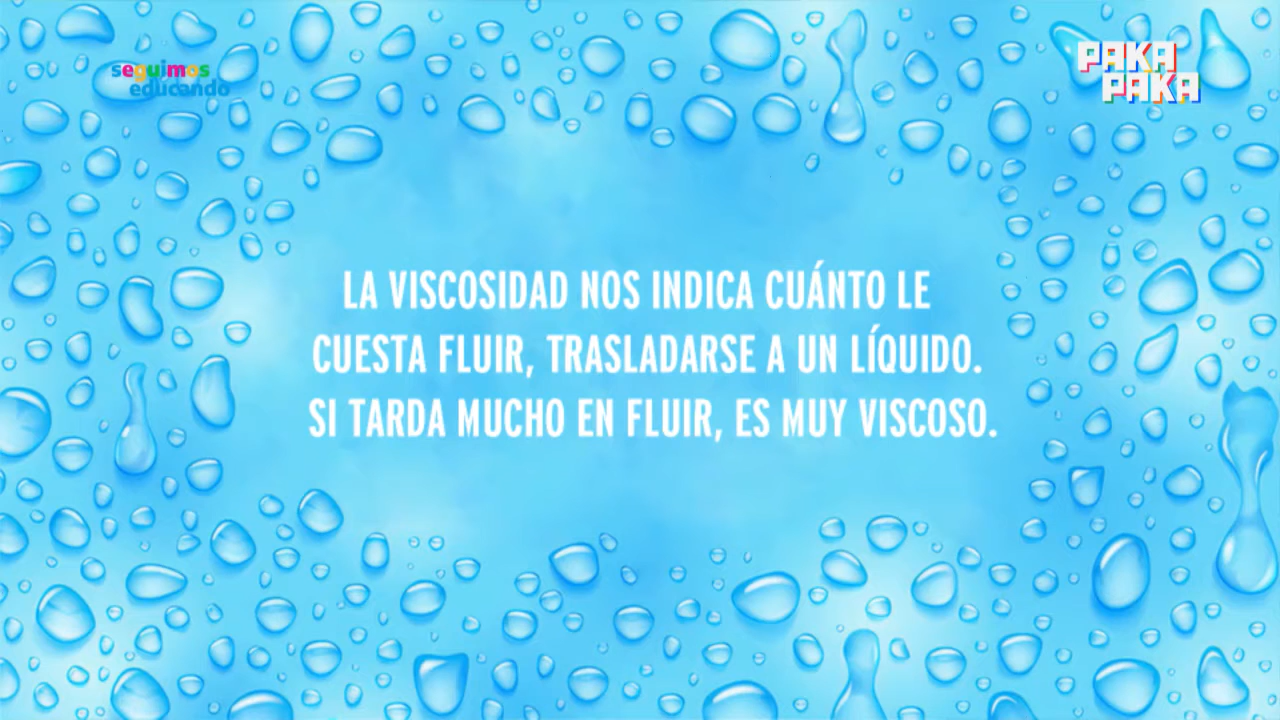 seguimos
educando
PAKA
PAKA
LA VISCOSIDAD NOS INDICA CUÁNTO LE
CUESTA FLUIR, TRASLADARSE A UN LÍQUIDO.
SI TARDA MUCHO EN FLUIR, ES MUY VISCOSO.